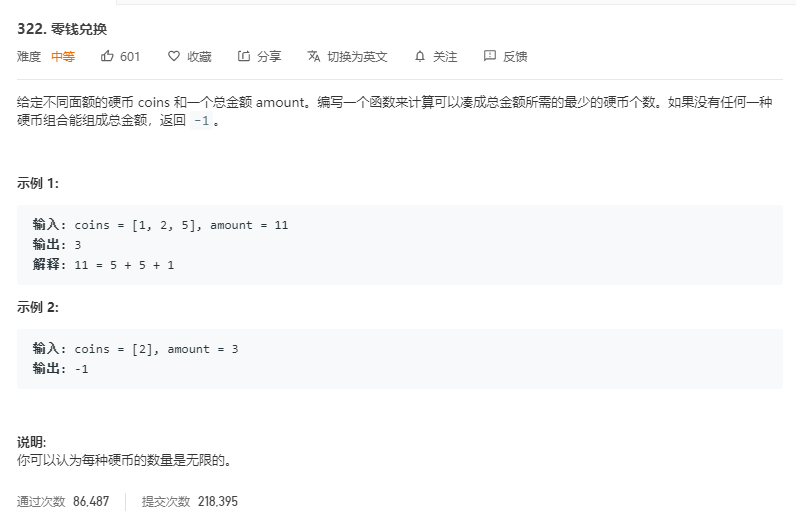 322. 零钱兑换
难度 中等 601 收藏 分享 切换为英文 关注 反馈
给定不同面额的硬币 coins 和一个总金额 amount。编写一个函数来计算可以凑成总金额所需的最少的硬币个数。如果没有任何一种
硬币组合能组成总金额，返回 -1。
示例 1:
输入: coins = [1, 2, 5], amount = 11
输出: 3
解释: 11 = 5 + 5 + 1
示例 2:
输入: coins = [2], amount = 3
输出: -1
说明:
你可以认为每种硬币的数量是无限的。
通过次数 86,487 提交次数 218,395